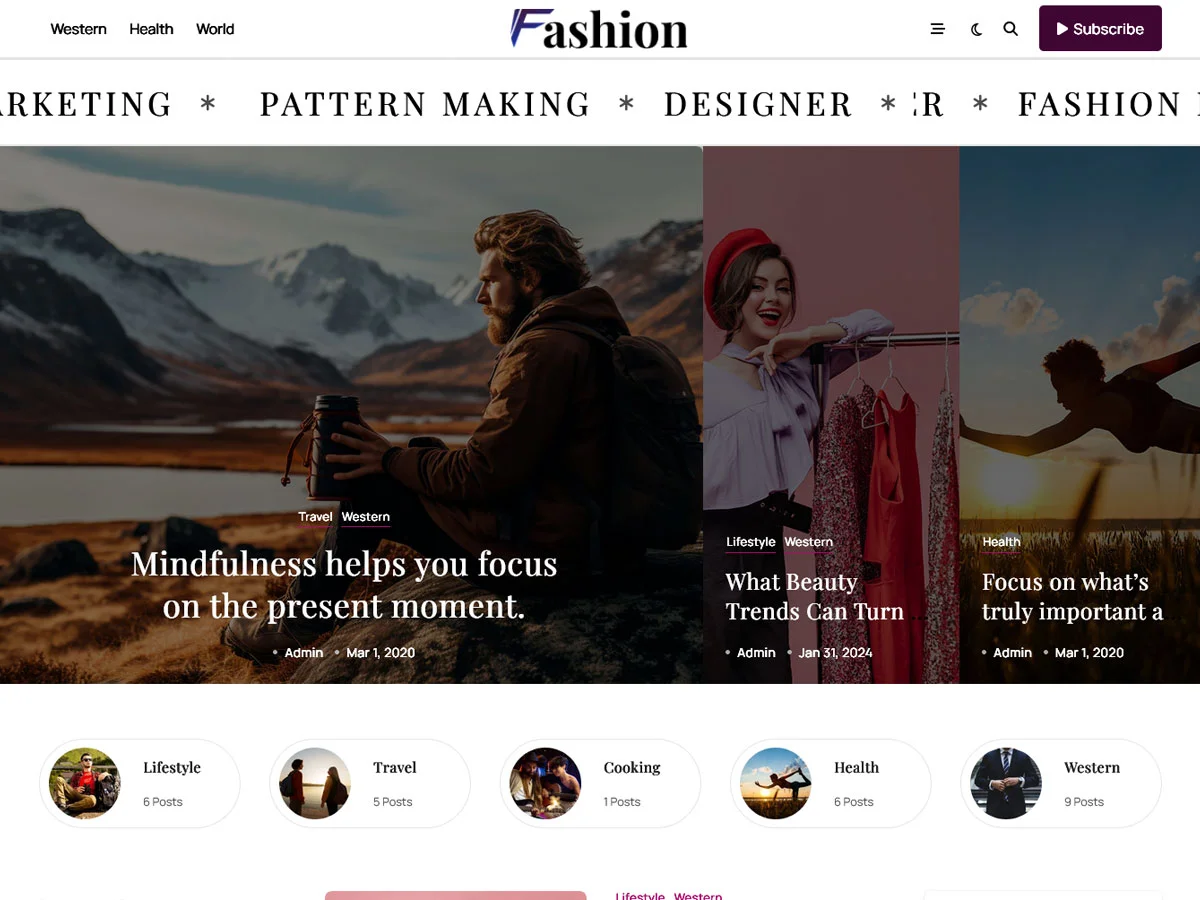 Western Health World
Fashion
Subscribe
RKETING * PATTERN MAKING * DESIGNER * R * FASHION
Travel Western
Mindfulness helps you focus
on the present moment.
Admin Mar 1, 2020
Lifestyle Western
What Beauty
Trends Can Turn
Admin Jan 31, 2024
Health
Focus on what's
truly important a
Admin Mar 1, 2020
Lifestyle
6 Posts
Travel
5 Posts
Cooking
1 Posts
Health
6 Posts
Western
9 Posts
Lifestyle Western